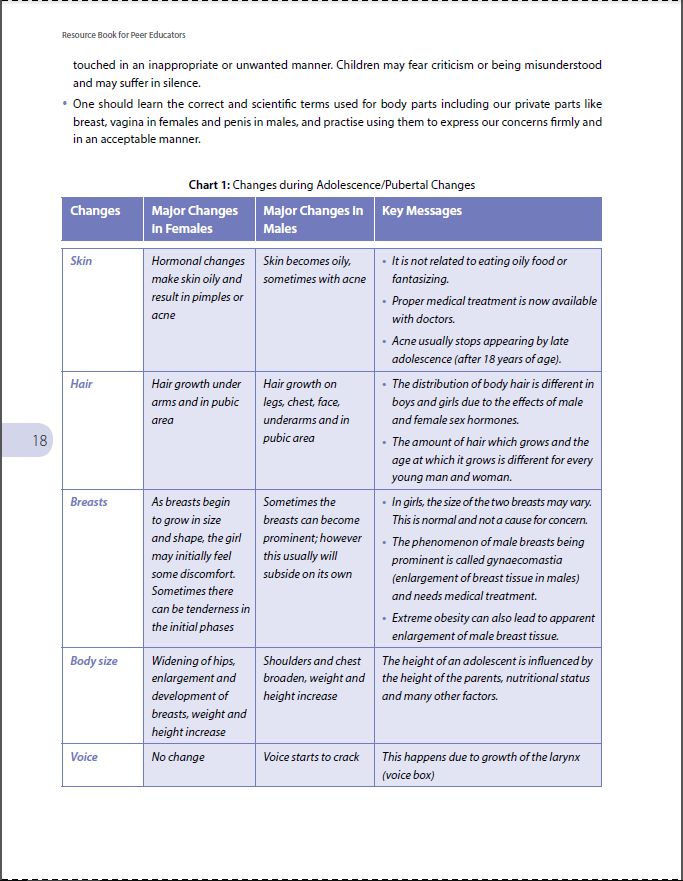 Resource Book for Peer Educators
touched in an inappropriate or unwanted manner. Children may fear criticism or being misunderstood
and may suffer in silence.
• One should learn the correct and scientific terms used for body parts including our private parts like
breast, vagina in females and penis in males, and practise using them to express our concerns firmly and
in an acceptable manner.
Chart 1: Changes during Adolescence/Pubertal Changes
Changes
Major Changes
in Females
Major Changes in
Males
Key Messages
Skin
Hormonal changes
make skin oily and
result in pimples or
acne
Skin becomes oily,
sometimes with acne
• It is not related to eating oily food or
fantasizing.
• Proper medical treatment is now available
with doctors.
• Acne usually stops appearing by late
adolescence (after 18 years of age).
Hair
Hair growth under
arms and in pubic
area
Hair growth on
legs, chest, face,
underarms and in
pubic area
• The distribution of body hair is different in
boys and girls due to the effects of male
and female sex hormones.
• The amount of hair which grows and the
age at which it grows is different for every
young man and woman.
18
Breasts
As breasts begin
to grow in size
and shape, the girl
may initially feel
some discomfort.
Sometimes there
can be tenderness in
the initial phases
Sometimes the
breasts can become
prominent; however
this usually will
subside on its own
• In girls, the size of the two breasts may vary.
This is normal and not a cause for concern.
• The phenomenon of male breasts being
prominent is called gynaecomastia
(enlargement of breast tissue in males)
and needs medical treatment.
• Extreme obesity can also lead to apparent
enlargement of male breast tissue.
Body size
Widening of hips,
enlargement and
development of
breasts, weight and
height increase
Shoulders and chest
broaden, weight and
height increase
The height of an adolescent is influenced by
the height of the parents, nutritional status
and many other factors.
Voice
No change
Voice starts to crack
This happens due to growth of the larynx
(voice box)